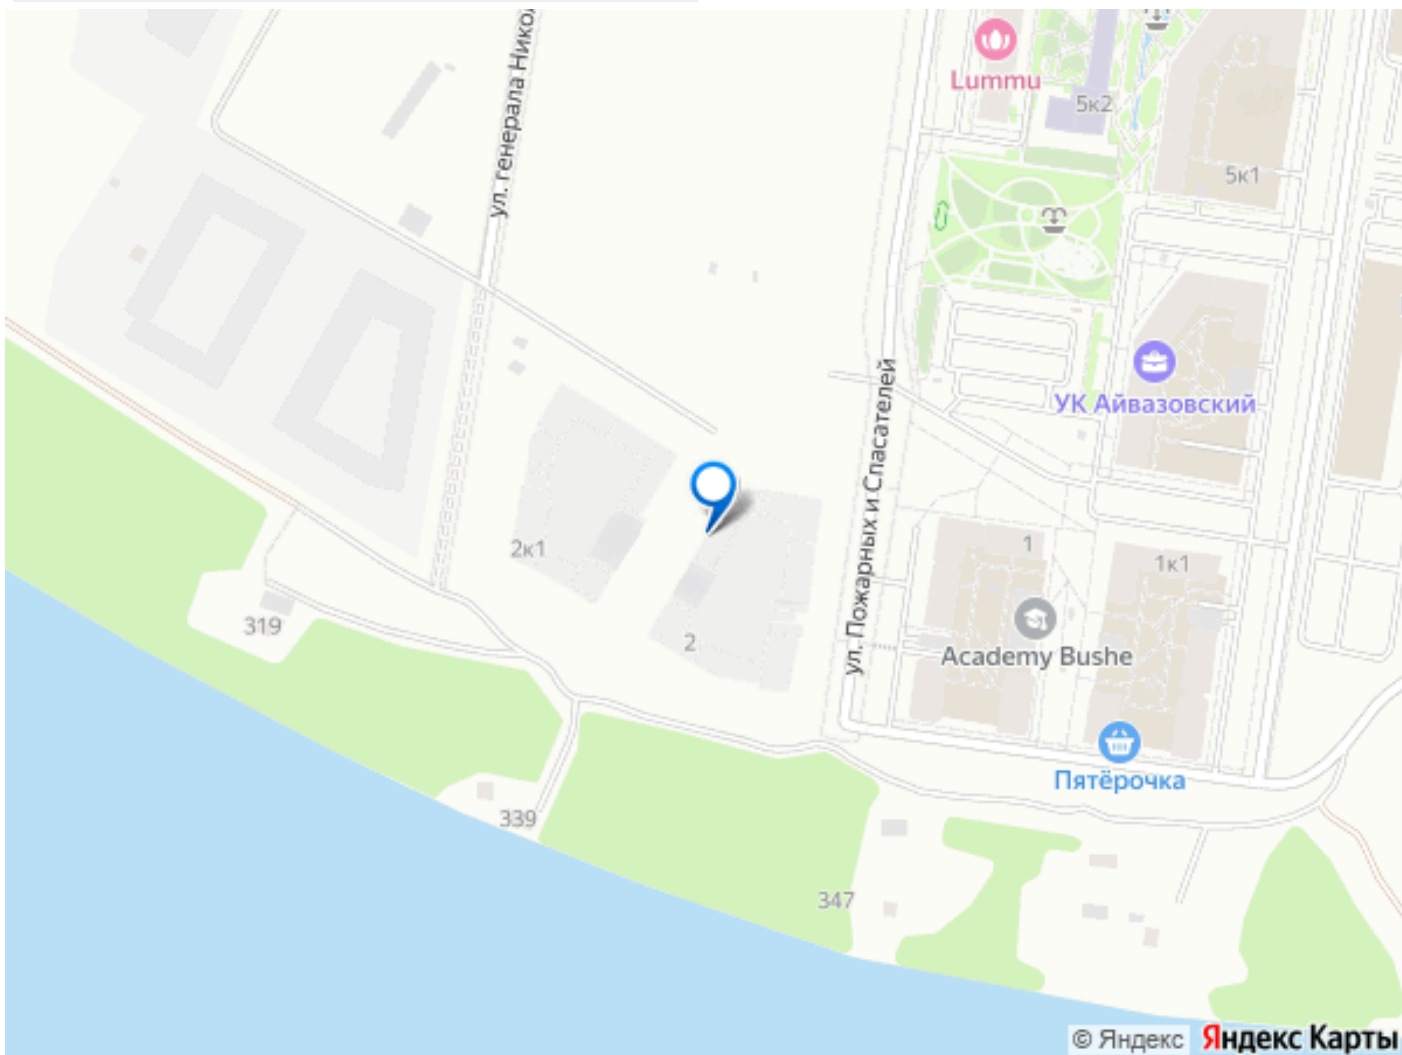 ул. генерала Нико
Lummu
5к2
5к1
УК Айвазовский
ул. Пожарных и Спасателей
2к1
1
1к1
319
2
Academy Bushe
Пятёрочка
339
347
© Яндекс Яндекс Карты